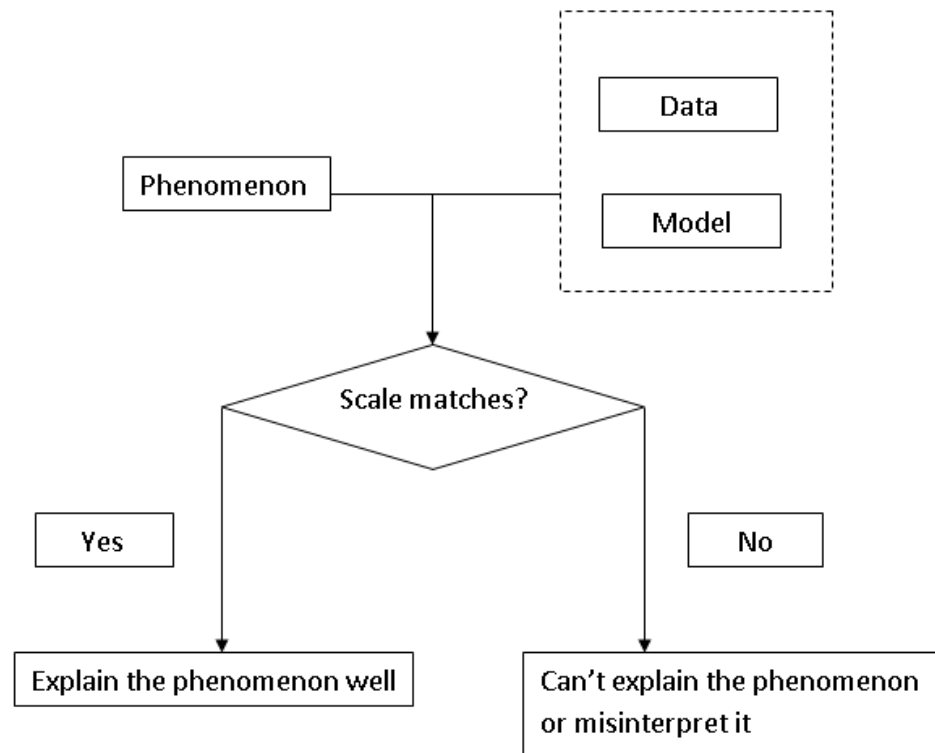 Data
Phenomenon
Model
Scale matches?
Yes
No
Explain the phenomenon well
Can’t explain the phenomenon
or misinterpret it